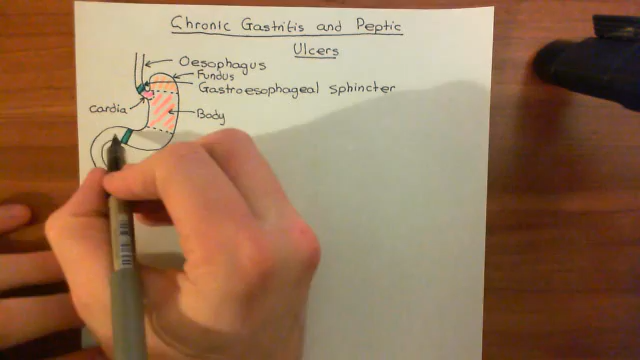 Chronic Gastritis and Peptic
Ulcers
Oesophagus
Fundus
Gastroesophageal Sphincter
Cardia
Body